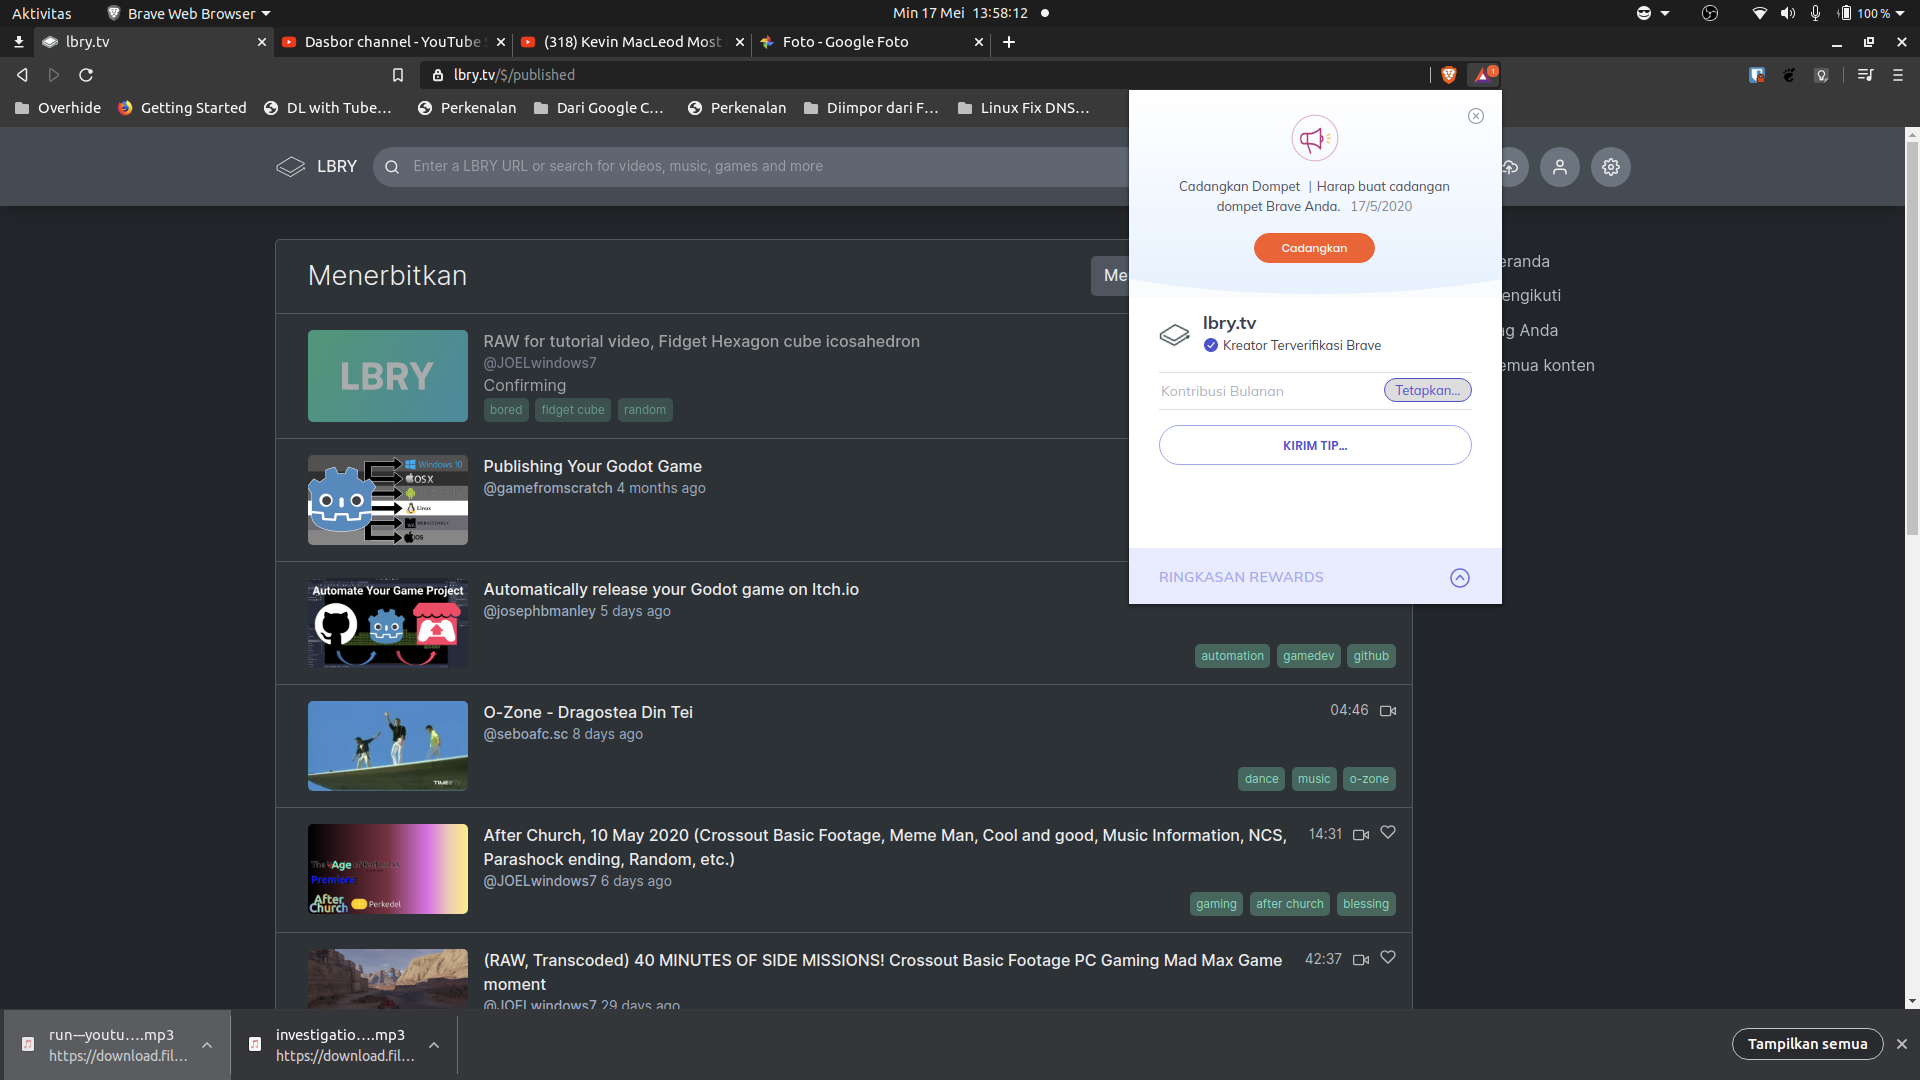 Aktivitas
Brave Web Browser
Min 17 Mei 13:58:12
100 %
lbry.tv
Dasbor channel - YouTube
(318) Kevin MacLeod Most
Foto - Google Foto
lbry.tv/$/published
1
Overhide
Getting Started
DL with Tube...
Perkenalan
Dari Google C...
Perkenalan
Diimpor dari F...
Linux Fix DNS...
LBRY
Enter a LBRY URL or search for videos, music, games and more
Cadangkan Dompet | Harap buat cadangan
dompet Brave Anda. 17/5/2020
Cadangkan
lbry.tv
Kreator Terverifikasi Brave
Kontribusi Bulanan
Tetapkan...
KIRIM TIP...
RINGKASAN REWARDS
eranda
engikuti
ag Anda
emua konten
Menerbitkan
Me
LBRY
RAW for tutorial video, Fidget Hexagon cube icosahedron
@JOELwindows7
Confirming
bored
fidget cube
random
Windows 10
OS X
Linux
iOS
Publishing Your Godot Game
@gamefromscratch 4 months ago
Automate Your Game Project
Automatically release your Godot game on Itch.io
@josephbmanley 5 days ago
automation
gamedev
github
O-Zone - Dragostea Din Tei
@seboafc.sc 8 days ago
04:46
dance
music
o-zone
Age
Premiere
After
Church
Perkedel
After Church, 10 May 2020 (Crossout Basic Footage, Meme Man, Cool and good, Music Information, NCS,
Parashock ending, Random, etc.)
@JOELwindows7 6 days ago
14:31
gaming
after church
blessing
(RAW, Transcoded) 40 MINUTES OF SIDE MISSIONS! Crossout Basic Footage PC Gaming Mad Max Game
moment
@JOELwindows7 29 days ago
42:37
run---youtu....mp3
https://download.fil...
investigatio....mp3
https://download.fil...
Tampilkan semua